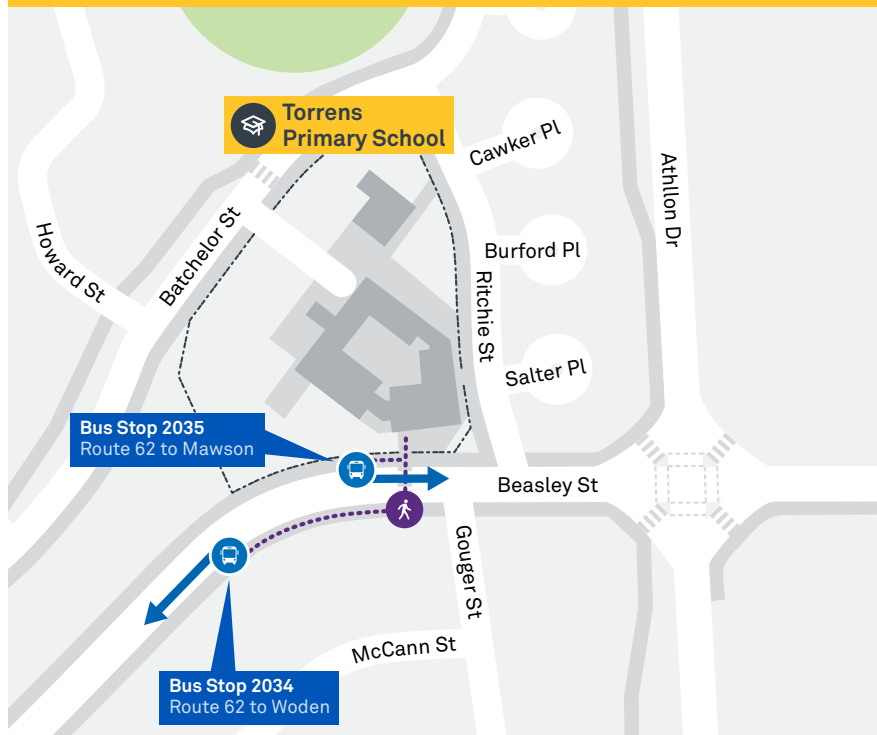 Torrens
Primary School
Cawker Pl
Athllon Dr
Batchelor St
Howard St
Burford Pl
Ritchie St
Salter Pl
Bus Stop 2035
Route 62 to Mawson
Beasley St
Gouger St
McCann St
Bus Stop 2034
Route 62 to Woden